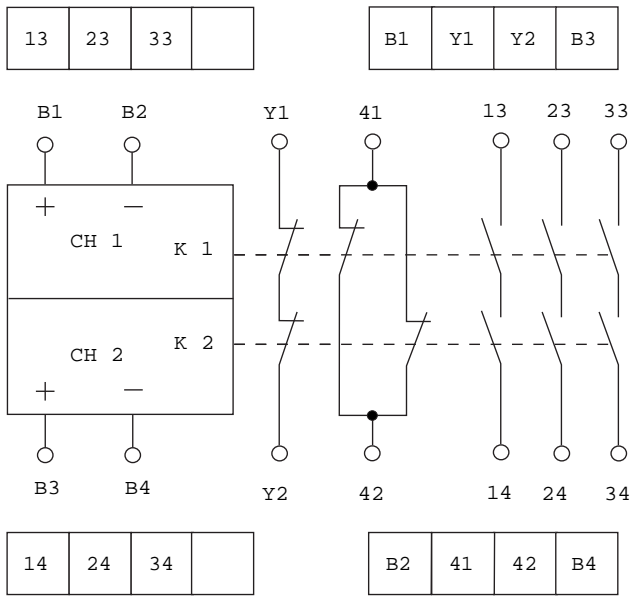 13 23 33 B1 Y1 Y2 B3
B1 B2 Y1 41 13 23 33
+ −
CH 1 K 1
K 2
CH 2
+ −
B3 B4 Y2 42 14 24 34
14 24 34 B2 41 42 B4